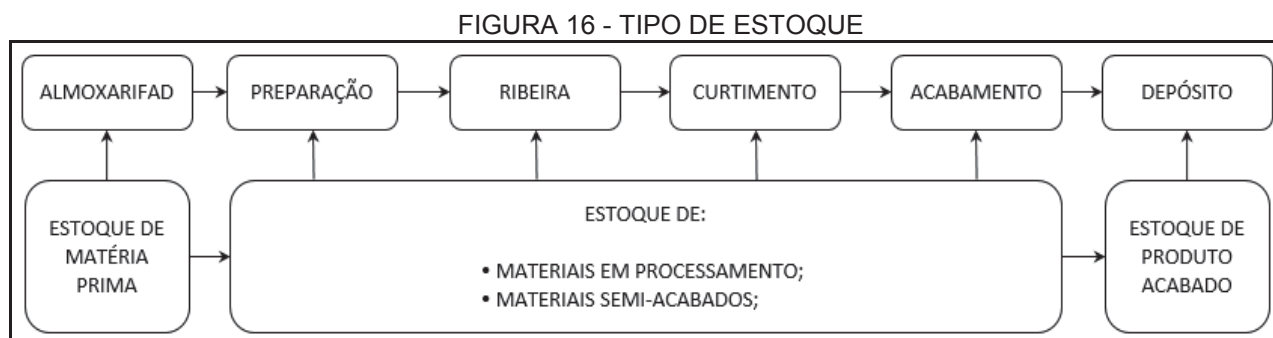 FIGURA 16 - TIPO DE ESTOQUE
ALMOXARIFAD
PREPARAÇÃO
RIBEIRA
CURTIMENTO
ACABAMENTO
DEPÓSITO
ESTOQUE DE
MATÉRIA
PRIMA
ESTOQUE DE:
• MATERIAIS EM PROCESSAMENTO;
• MATERIAIS SEMI-ACABADOS;
ESTOQUE DE
PRODUTO
ACABADO